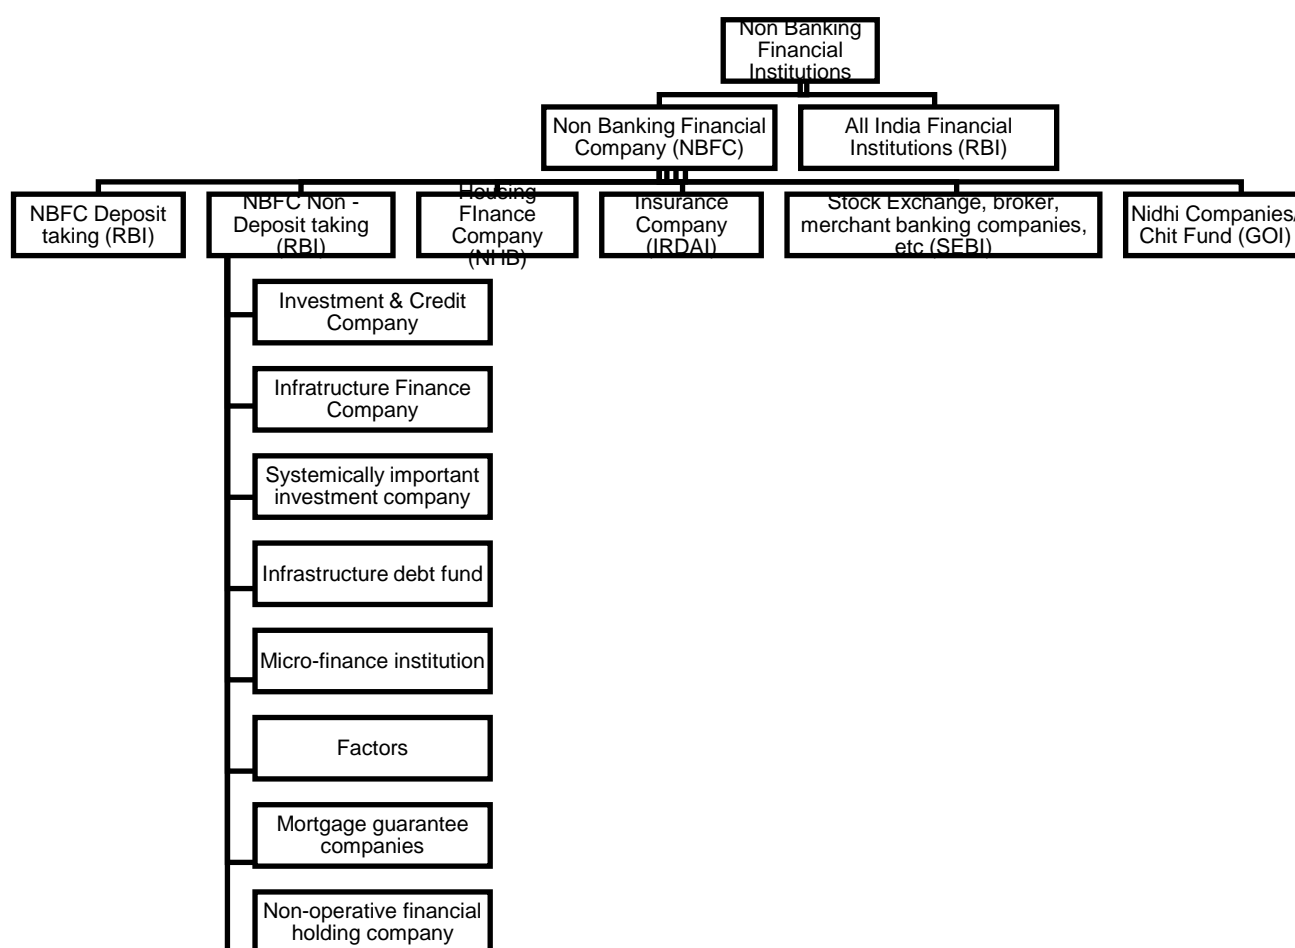 Non Banking
Financial
Institutions
Non Banking Financial
Company (NBFC)
All India Financial
Institutions (RBI)
NBFC Deposit
taking (RBI)
NBFC Non -
Deposit taking
(RBI)
Housing
FInance
Company
(NHB)
Insurance
Company
(IRDAI)
Stock Exchange, broker,
merchant banking companies,
etc (SEBI)
Nidhi Companies/
Chit Fund (GOI)
Investment & Credit
Company
Infratructure Finance
Company
Systemically important
investment company
Infrastructure debt fund
Micro-finance institution
Factors
Mortgage guarantee
companies
Non-operative financial
holding company